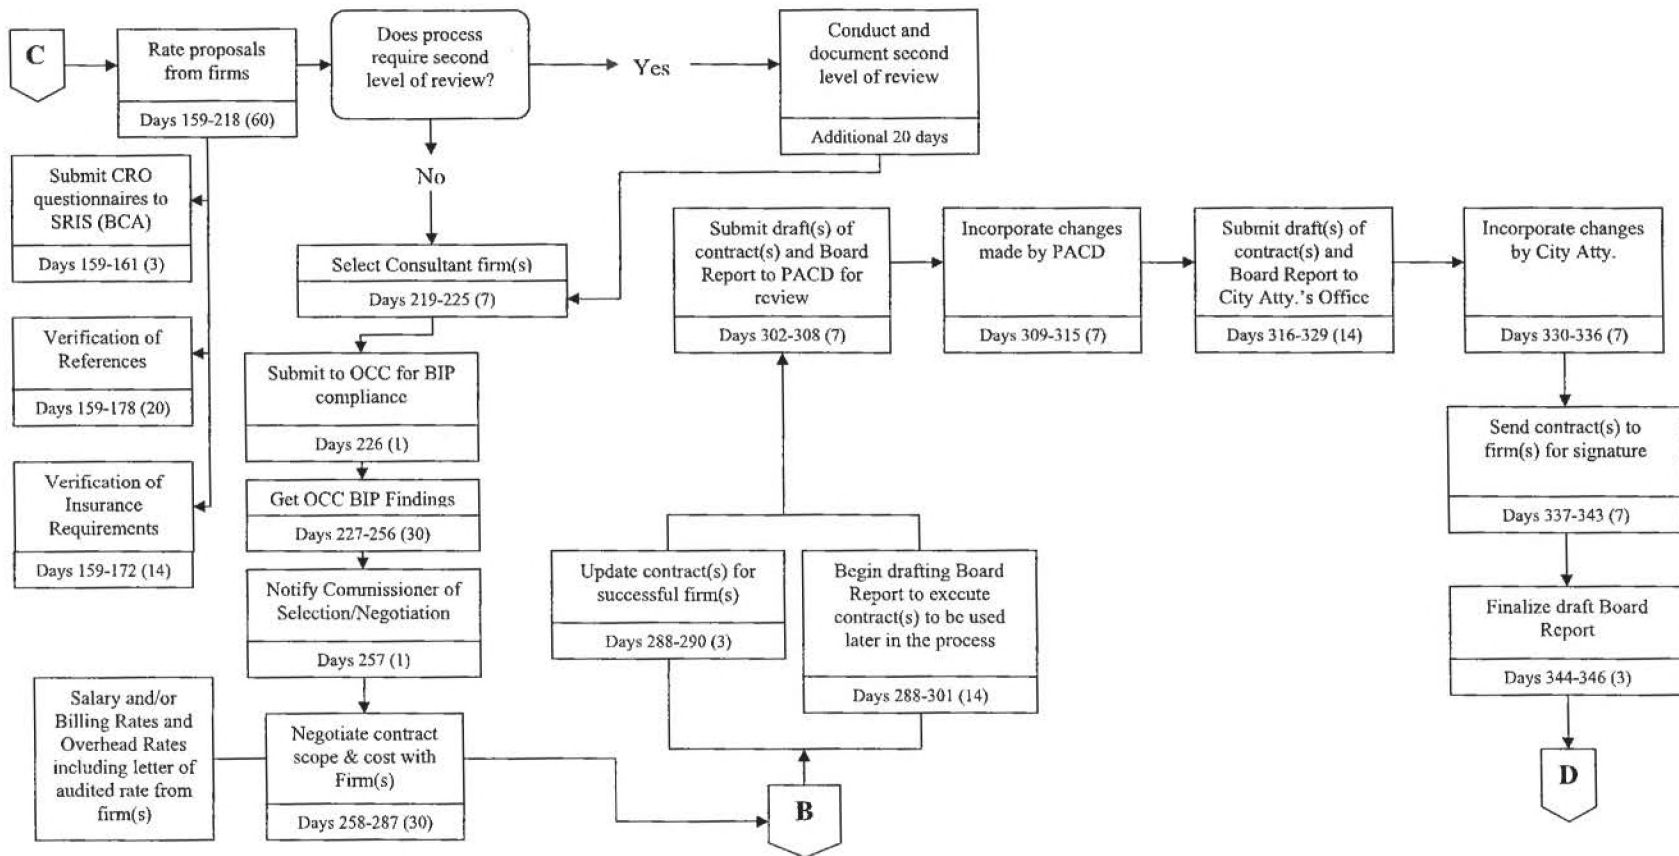 C
Rate proposals
from firms
Days 159-218 (60)
Does process
require second
level of review?
Yes
Conduct and
document second
level of review
Additional 20 days
No
Submit CRO
questionnaires to
SRIS (BCA)
Days 159-161 (3)
Verification of
References
Days 159-178 (20)
Verification of
Insurance
Requirements
Days 159-172 (14)
Select Consultant firm(s)
Days 219-225 (7)
Submit to OCC for BIP
compliance
Days 226 (1)
Get OCC BIP Findings
Days 227-256 (30)
Notify Commissioner of
Selection/Negotiation
Days 257 (1)
Salary and/or
Billing Rates and
Overhead Rates
including letter of
audited rate from
firm(s)
Negotiate contract
scope & cost with
Firm(s)
Days 258-287 (30)
B
Update contract(s) for
successful firm(s)
Days 288-290 (3)
Begin drafting Board
Report to execute
contract(s) to be used
later in the process
Days 288-301 (14)
Submit draft(s) of
contract(s) and Board
Report to PACD for
review
Days 302-308 (7)
Incorporate changes
made by PACD
Days 309-315 (7)
Submit draft(s) of
contract(s) and
Board Report to
City Atty.'s Office
Days 316-329 (14)
Incorporate changes
by City Atty.
Days 330-336 (7)
Send contract(s) to
firm(s) for signature
Days 337-343 (7)
Finalize draft Board
Report
Days 344-346 (3)
D